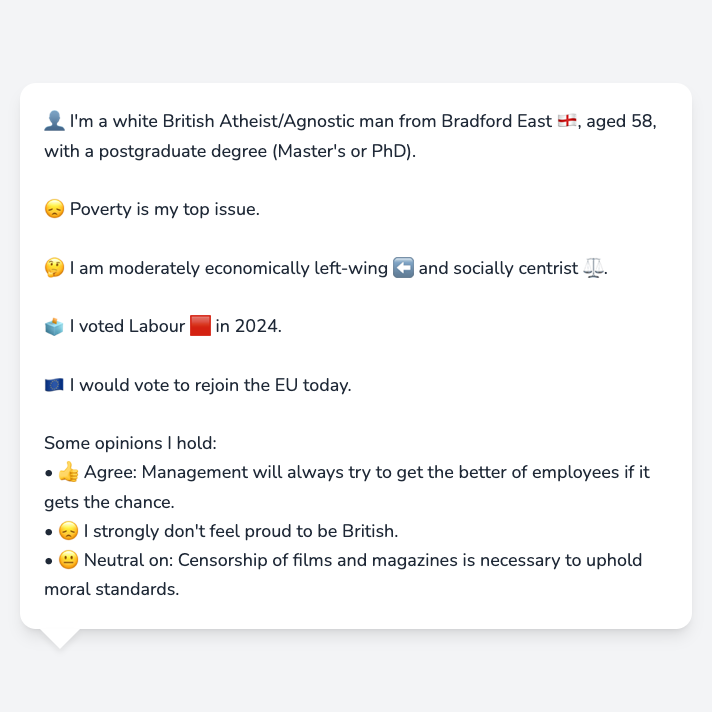 👤 I'm a white British Atheist/Agnostic man from Bradford East 🏴󠁧󠁢󠁥󠁮󠁧󠁿, aged 58,
with a postgraduate degree (Master's or PhD).
😞 Poverty is my top issue.
🤔 I am moderately economically left-wing ⬅️ and socially centrist ⚖️.
🗳️ I voted Labour 🟥 in 2024.
🇪🇺 I would vote to rejoin the EU today.
Some opinions I hold:
• 👍 Agree: Management will always try to get the better of employees if it
gets the chance.
• 😞 I strongly don't feel proud to be British.
• 😐 Neutral on: Censorship of films and magazines is necessary to uphold
moral standards.